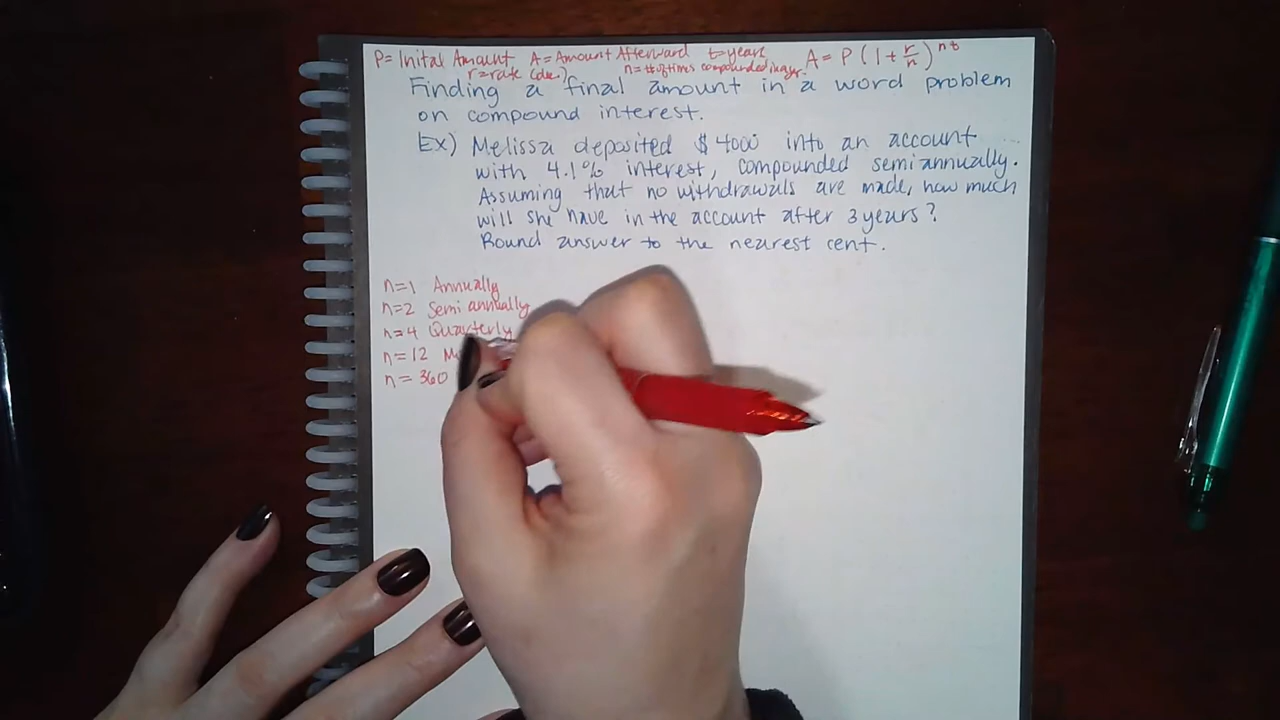 P= Inital Amount A= Amount Afterward t=years A = P (1 + r/n)^nt
r=rate (dec.) n=# of times compounded in a yr.
Finding a final amount in a word problem
on compound interest.
Ex) Melissa deposited $4000 into an account
with 4.1% interest, compounded semiannually.
Assuming that no withdrawals are made, how much
will she have in the account after 3 years?
Round answer to the nearest cent.
n=1 Annually
n=2 Semiannually
n=4 Quarterly
n=12
n=360